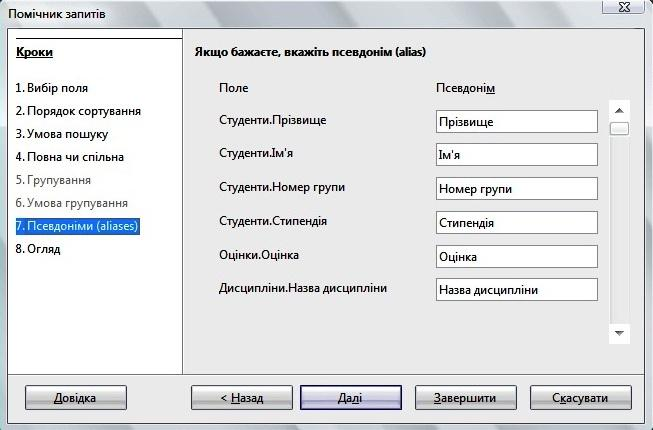 Помічник запитів
Кроки
1. Вибір поля
2. Порядок сортування
3. Умова пошуку
4. Повна чи спільна
5. Групування
6. Умова групування
7. Псевдоніми (aliases)
8. Огляд
Якщо бажаєте, вкажіть псевдонім (alias)
Поле Псевдонім
Студенти.Прізвище Прізвище
Студенти.Ім'я Ім'я
Студенти.Номер групи Номер групи
Студенти.Стипендія Стипендія
Оцінки.Оцінка Оцінка
Дисципліни.Назва дисципліни Назва дисципліни
Довідка < Назад Далі Завершити Скасувати